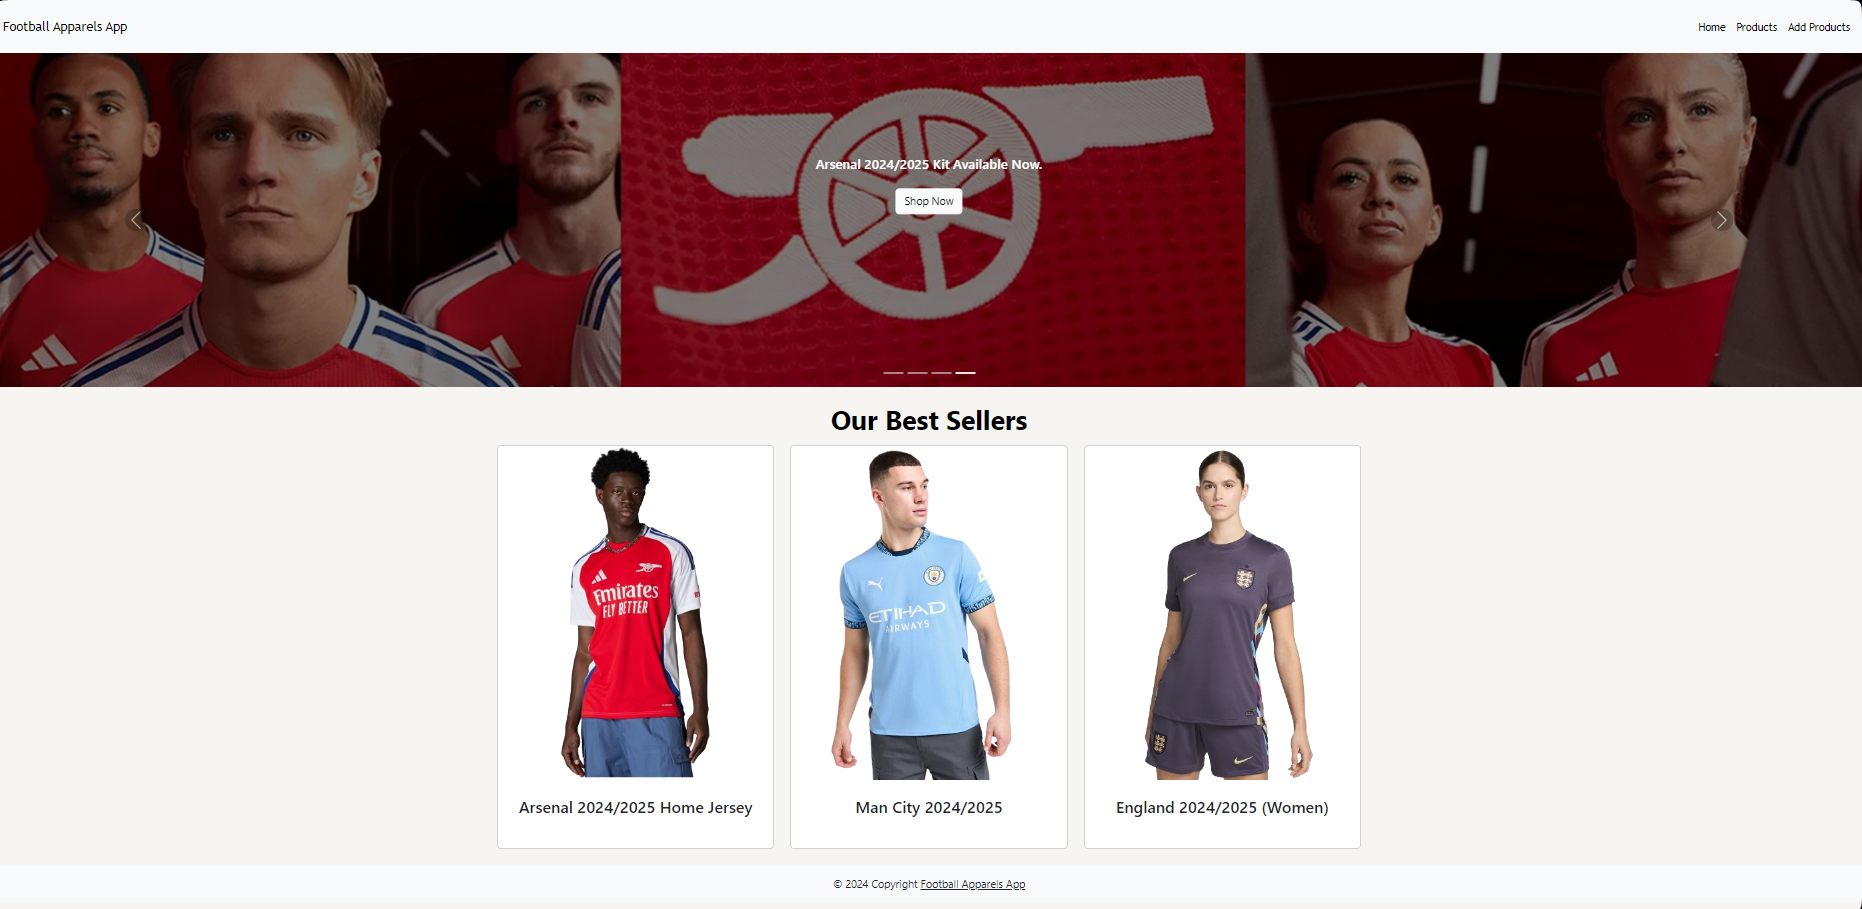 Football Apparels App
Home Products Add Products
Arsenal 2024/2025 Kit Available Now.
Shop Now
Our Best Sellers
Emirates
FLY BETTER
ETIHAD
AIRWAYS
Arsenal 2024/2025 Home Jersey
Man City 2024/2025
England 2024/2025 (Women)
© 2024 Copyright Football Apparels App